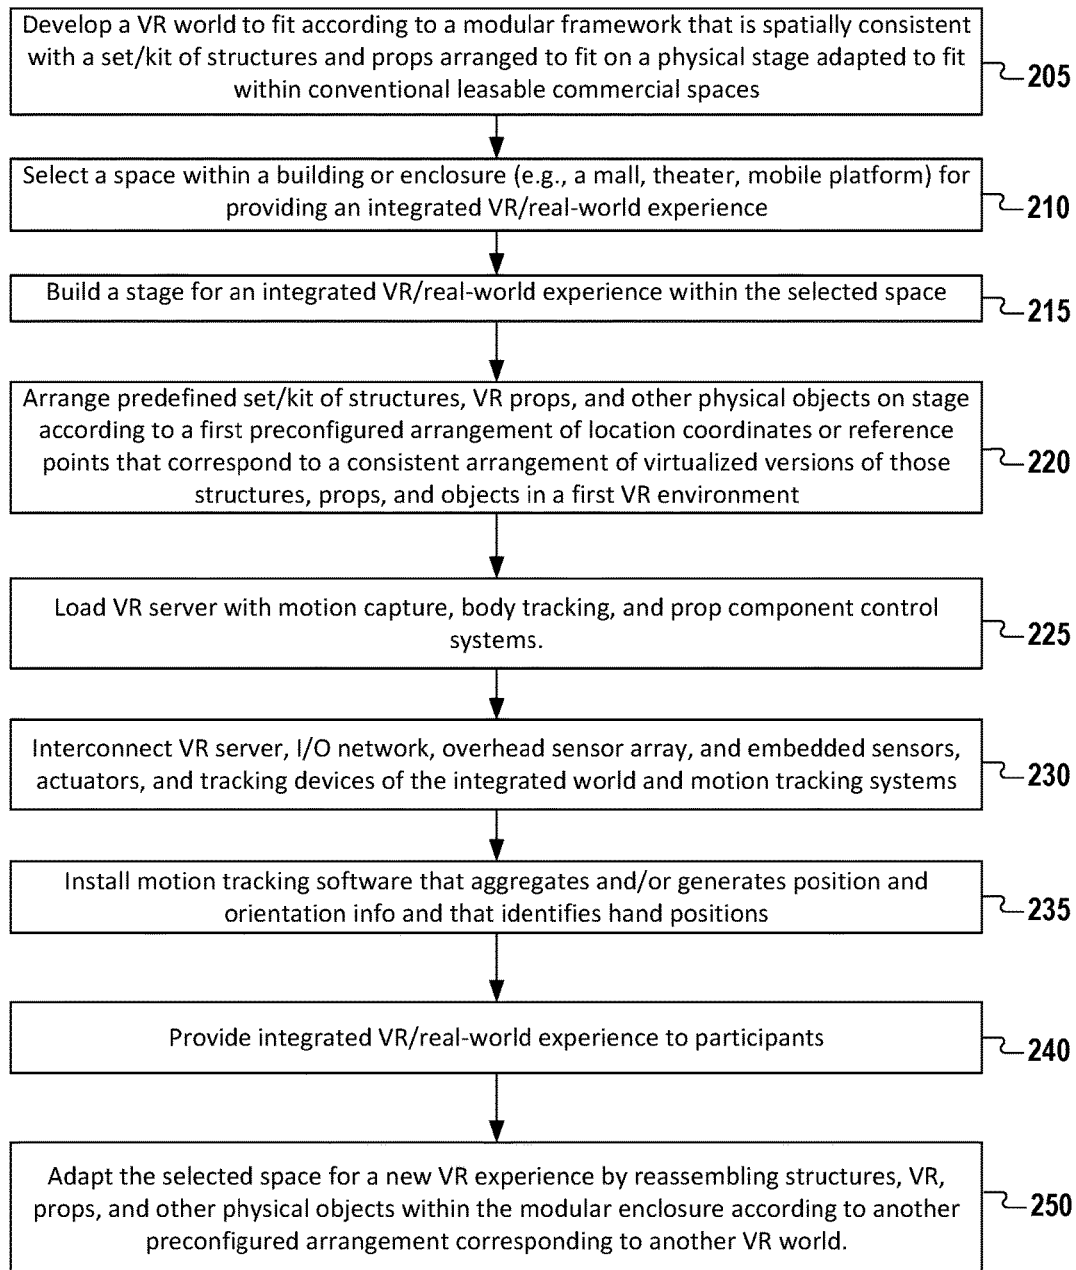 Develop a VR world to fit according to a modular framework that is spatially consistent
with a set/kit of structures and props arranged to fit on a physical stage adapted to fit
within conventional leasable commercial spaces
205
Select a space within a building or enclosure (e.g., a mall, theater, mobile platform) for
providing an integrated VR/real-world experience
210
Build a stage for an integrated VR/real-world experience within the selected space
215
Arrange predefined set/kit of structures, VR props, and other physical objects on stage
according to a first preconfigured arrangement of location coordinates or reference
points that correspond to a consistent arrangement of virtualized versions of those
structures, props, and objects in a first VR environment
220
Load VR server with motion capture, body tracking, and prop component control
systems.
225
Interconnect VR server, I/O network, overhead sensor array, and embedded sensors,
actuators, and tracking devices of the integrated world and motion tracking systems
230
Install motion tracking software that aggregates and/or generates position and
orientation info and that identifies hand positions
235
Provide integrated VR/real-world experience to participants
240
Adapt the selected space for a new VR experience by reassembling structures, VR,
props, and other physical objects within the modular enclosure according to another
preconfigured arrangement corresponding to another VR world.
250